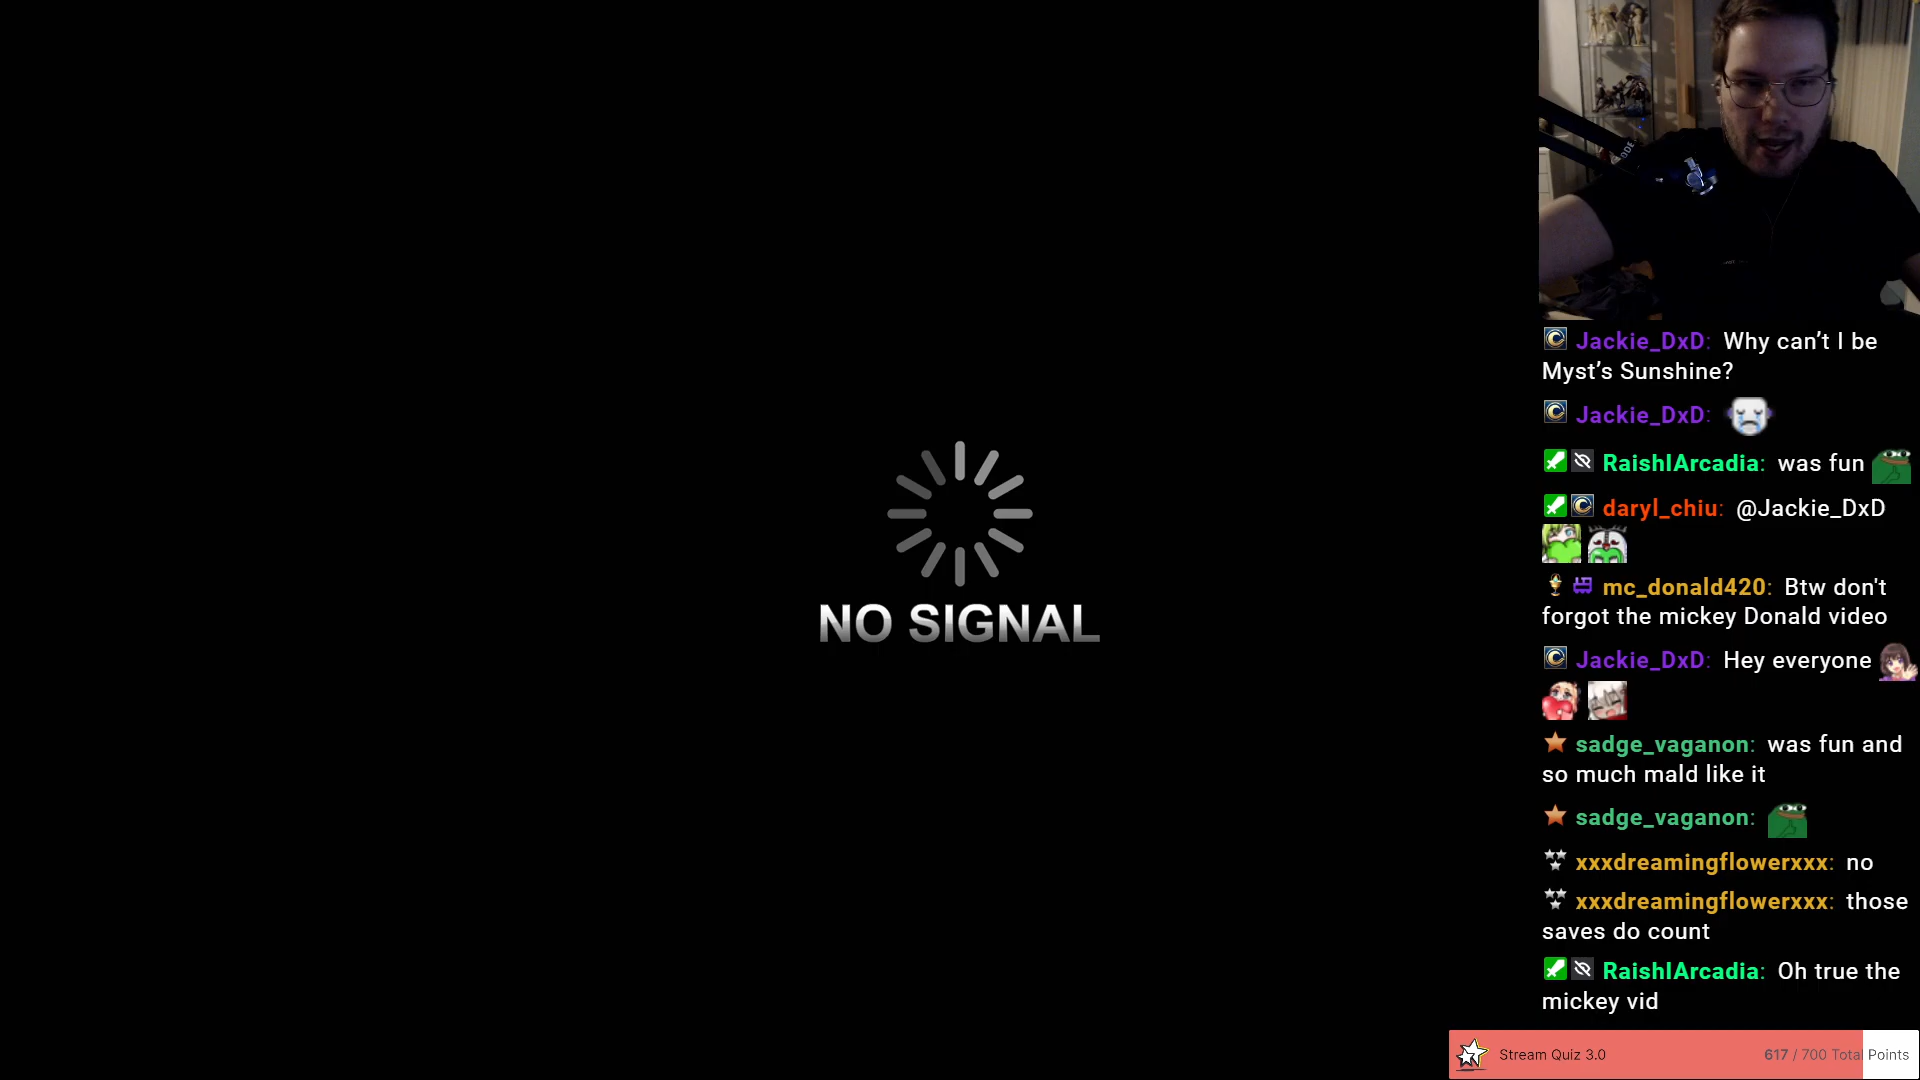 NO SIGNAL
Jackie_DxD: Why can’t I be
Myst’s Sunshine?
Jackie_DxD:
RaishlArcadia: was fun
daryl_chiu: @Jackie_DxD
mc_donald420: Btw don't
forgot the mickey Donald video
Jackie_DxD: Hey everyone
sadge_vaganon: was fun and
so much mald like it
sadge_vaganon:
xxxdreamingflowerxxx: no
xxxdreamingflowerxxx: those
saves do count
RaishlArcadia: Oh true the
mickey vid
Stream Quiz 3.0 617 / 700 Total Points